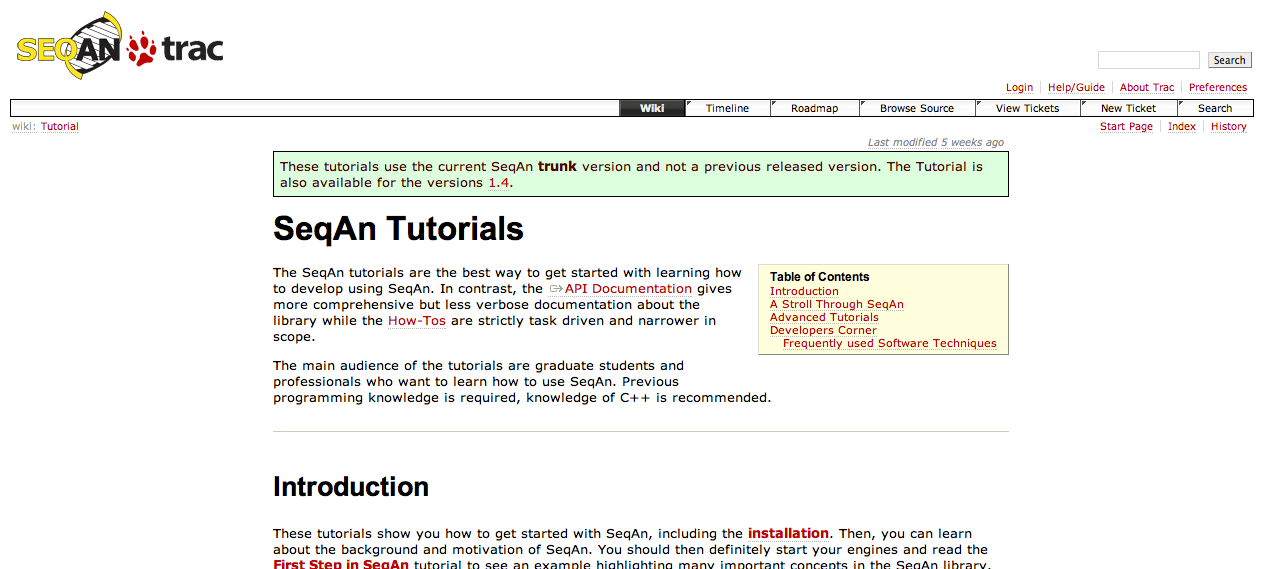 SEQAN trac
Search
Login Help/Guide About Trac Preferences
Wiki Timeline Roadmap Browse Source View Tickets New Ticket Search
wiki: Tutorial
Start Page Index History
Last modified 5 weeks ago
These tutorials use the current SeqAn trunk version and not a previous released version. The Tutorial is
also available for the versions 1.4.
SeqAn Tutorials
The SeqAn tutorials are the best way to get started with learning how
to develop using SeqAn. In contrast, the API Documentation gives
more comprehensive but less verbose documentation about the
library while the How-Tos are strictly task driven and narrower in
scope.
Table of Contents
Introduction
A Stroll Through SeqAn
Advanced Tutorials
Developers Corner
Frequently used Software Techniques
The main audience of the tutorials are graduate students and
professionals who want to learn how to use SeqAn. Previous
programming knowledge is required, knowledge of C++ is recommended.
Introduction
These tutorials show you how to get started with SeqAn, including the installation. Then, you can learn
about the background and motivation of SeqAn. You should then definitely start your engines and read the
First Step in SeqAn tutorial to see an example highlighting many important concepts in the SeqAn library.